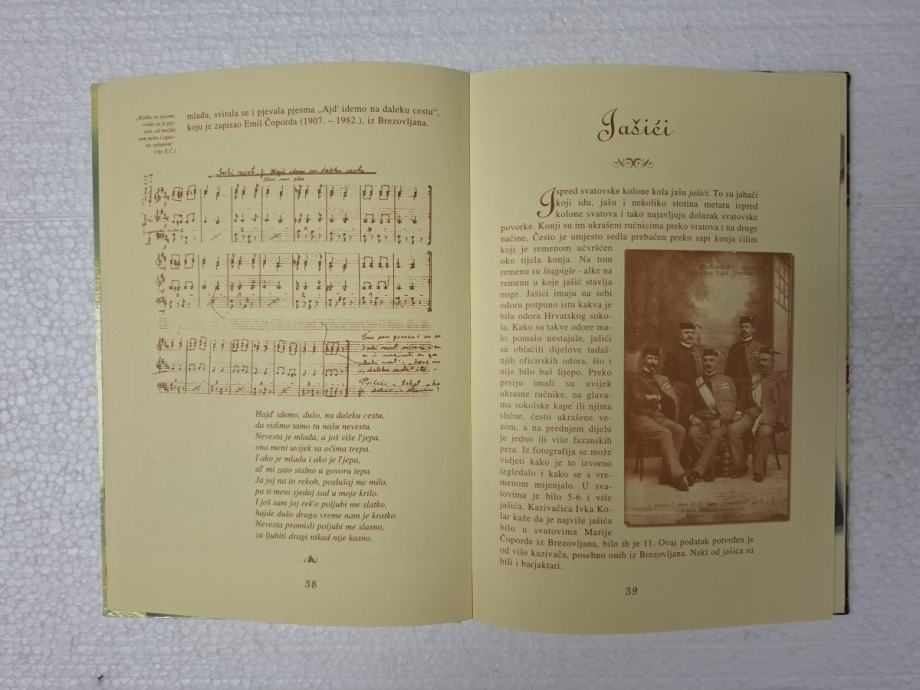 mladu, svirala se i pjevala pjesma „Ajd' idemo na daleku cestu“,
koju je zapisao Emil Čoporda (1907. – 1982.), iz Brezovljana.
(Op. E.Č.)
Hajd' idemo, dušo, na daleku cestu,
da vidimo tamo tu našu nevestu.
Nevesta je mlada, a još više l'jepa,
ona meni uvijek sa očima trepa.
I ako je mlada i ako je l'jepa,
al' mi zato stalno u govoru tepa.
Ja joj na to rekoh, poslušaj me milo,
pa ti meni sjedaj sad u moje krilo.
I još sam joj rek'o poljubi me slatko,
hajde dušo draga vreme nam je kratko.
Nevesta promisli poljubi me slasno,
za ljubiti dragi nikad nije kasno.
38
Jašići
Ispred svatovske kolone kola jašu jašići. To su jahači
koji idu, jašu i nekoliko stotina metara ispred
kolone svatova i tako najavljuju dolazak svatovske
povorke. Konji su im ukrašeni ručnicima preko vratova i na druge
načine. Često je umjesto sedla prebačen preko sapi konja ćilim
koji je remenom učvršćen
oko tijela konja. Na tom
remenu su štajpigle - alke na
remenu u koje jašić stavlja
noge. Jašići imaju na sebi
odoru potpuno istu kakva je
bila odora Hrvatskog soko-
la. Kako su takve odore ma-
lo pomalo nestajale, jašići
su oblačili dijelove tadaš-
njih oficirskih odora, što i
nije bilo baš lijepo. Preko
prsiju imali su uvijek
ukrasne ručnike, na glava-
ma sokolske kape ili njima
slične, često ukrašene ve-
zom, a na prednjem dijelu
je jedno ili više fazanskih
pera. Iz fotografija se može
vidjeti kako je to izvorno
izgledalo i kako se s vre-
menom mijenjalo. U sva-
tovima je bilo 5-6 i više
jašića. Kazivačica Ivka Ko-
lar kaže da je najviše jašića
bilo u svatovima Marije
Čoporde iz Brezovljana, bilo ih je 11. Ovaj podatak potvrđen je
od više kazivača, posebno onih iz Brezovljana. Neki od jašića su
bili i barjaktari.
39